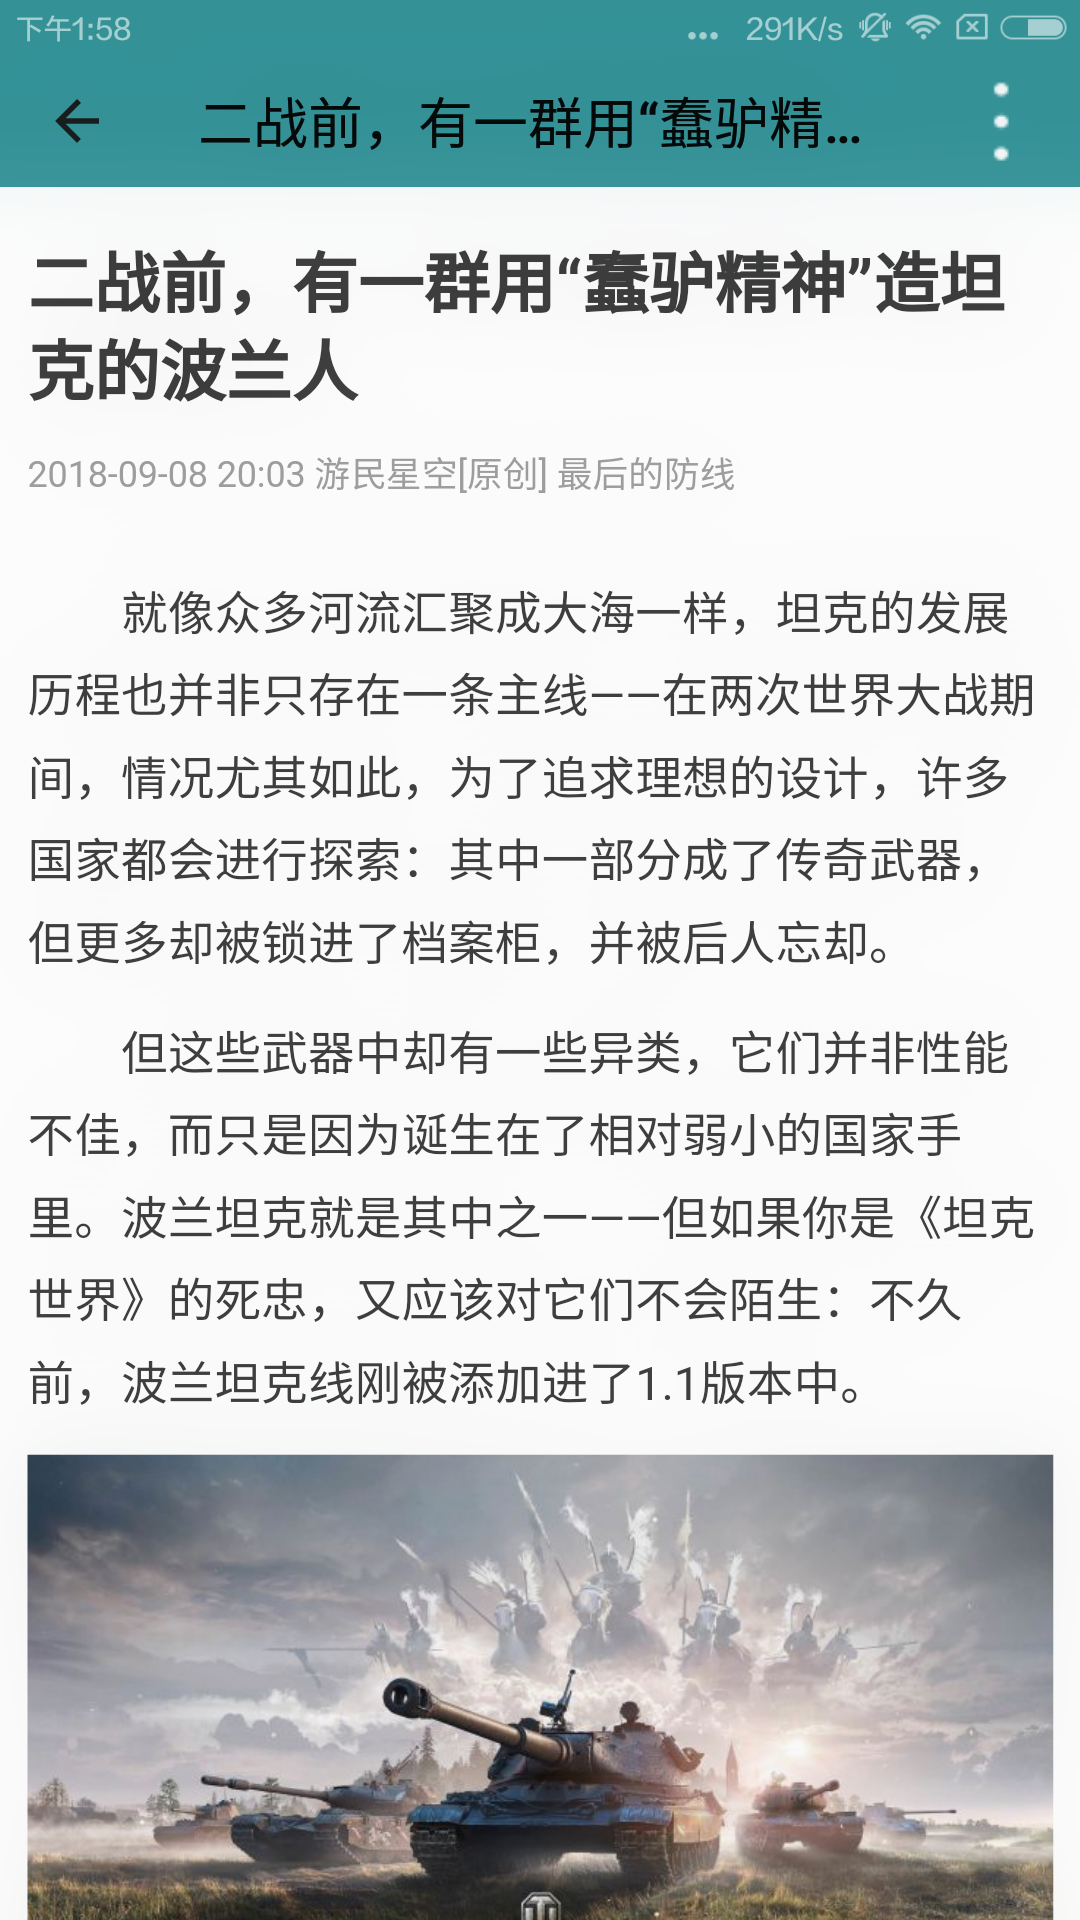 下午1:58
... 291K/s
二战前，有一群用“蠢驴精...
二战前，有一群用“蠢驴精神”造坦
克的波兰人
2018-09-08 20:03 游民星空[原创] 最后的防线
就像众多河流汇聚成大海一样，坦克的发展
历程也并非只存在一条主线——在两次世界大战期
间，情况尤其如此，为了追求理想的设计，许多
国家都会进行探索：其中一部分成了传奇武器，
但更多却被锁进了档案柜，并被后人忘却。
但这些武器中却有一些异类，它们并非性能
不佳，而只是因为诞生在了相对弱小的国家手
里。波兰坦克就是其中之一——但如果你是《坦克
世界》的死忠，又应该对它们不会陌生：不久
前，波兰坦克线刚被添加进了1.1版本中。